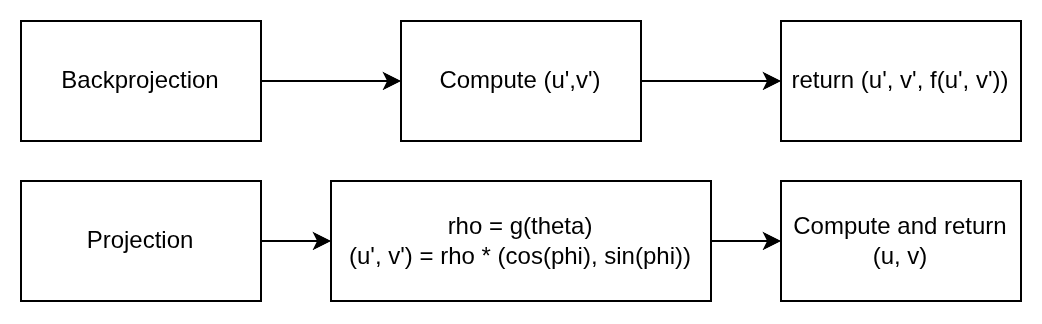 Backprojection
Compute (u',v')
return (u', v', f(u', v'))
Projection
rho = g(theta)
(u', v') = rho * (cos(phi), sin(phi))
Compute and return
(u, v)